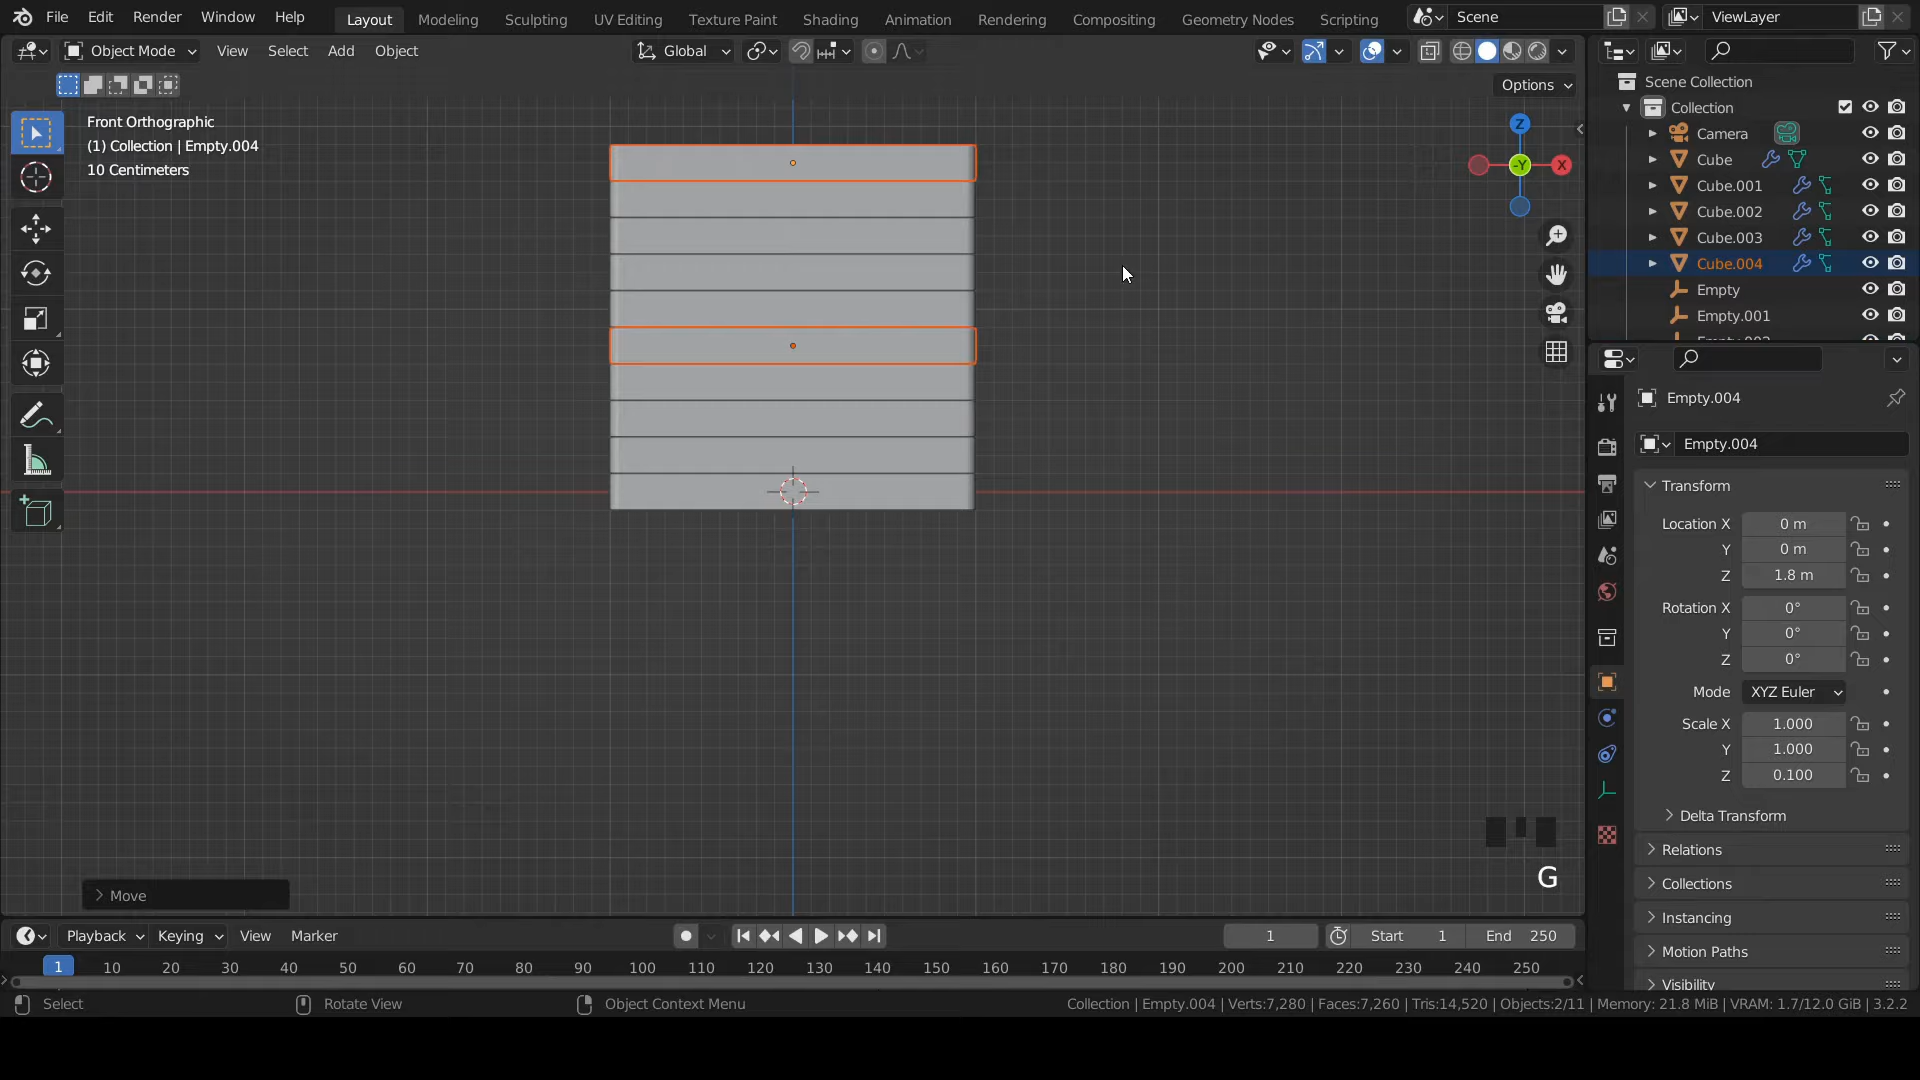 File Edit Render Window Help Layout Modeling Sculpting UV Editing Texture Paint Shading Animation Rendering Compositing Geometry Nodes Scripting Scene ViewLayer
Object Mode View Select Add Object Global
Options
Front Orthographic
(1) Collection | Empty.004
10 Centimeters
Z
-Y
X
Scene Collection
Collection
Camera
Cube
Cube.001
Cube.002
Cube.003
Cube.004
Empty
Empty.001
Empty.004
Empty.004
Transform
Location X 0 m
Y 0 m
Z 1.8 m
Rotation X 0°
Y 0°
Z 0°
Mode XYZ Euler
Scale X 1.000
Y 1.000
Z 0.100
Delta Transform
Relations
Collections
Instancing
Motion Paths
Visibility
G
Move
Playback Keying View Marker 1 Start 1 End 250
1 10 20 30 40 50 60 70 80 90 100 110 120 130 140 150 160 170 180 190 200 210 220 230 240 250
Select Rotate View Object Context Menu Collection | Empty.004 | Verts:7,280 | Faces:7,260 | Tris:14,520 | Objects:2/11 | Memory: 21.8 MiB | VRAM: 1.7/12.0 GiB | 3.2.2